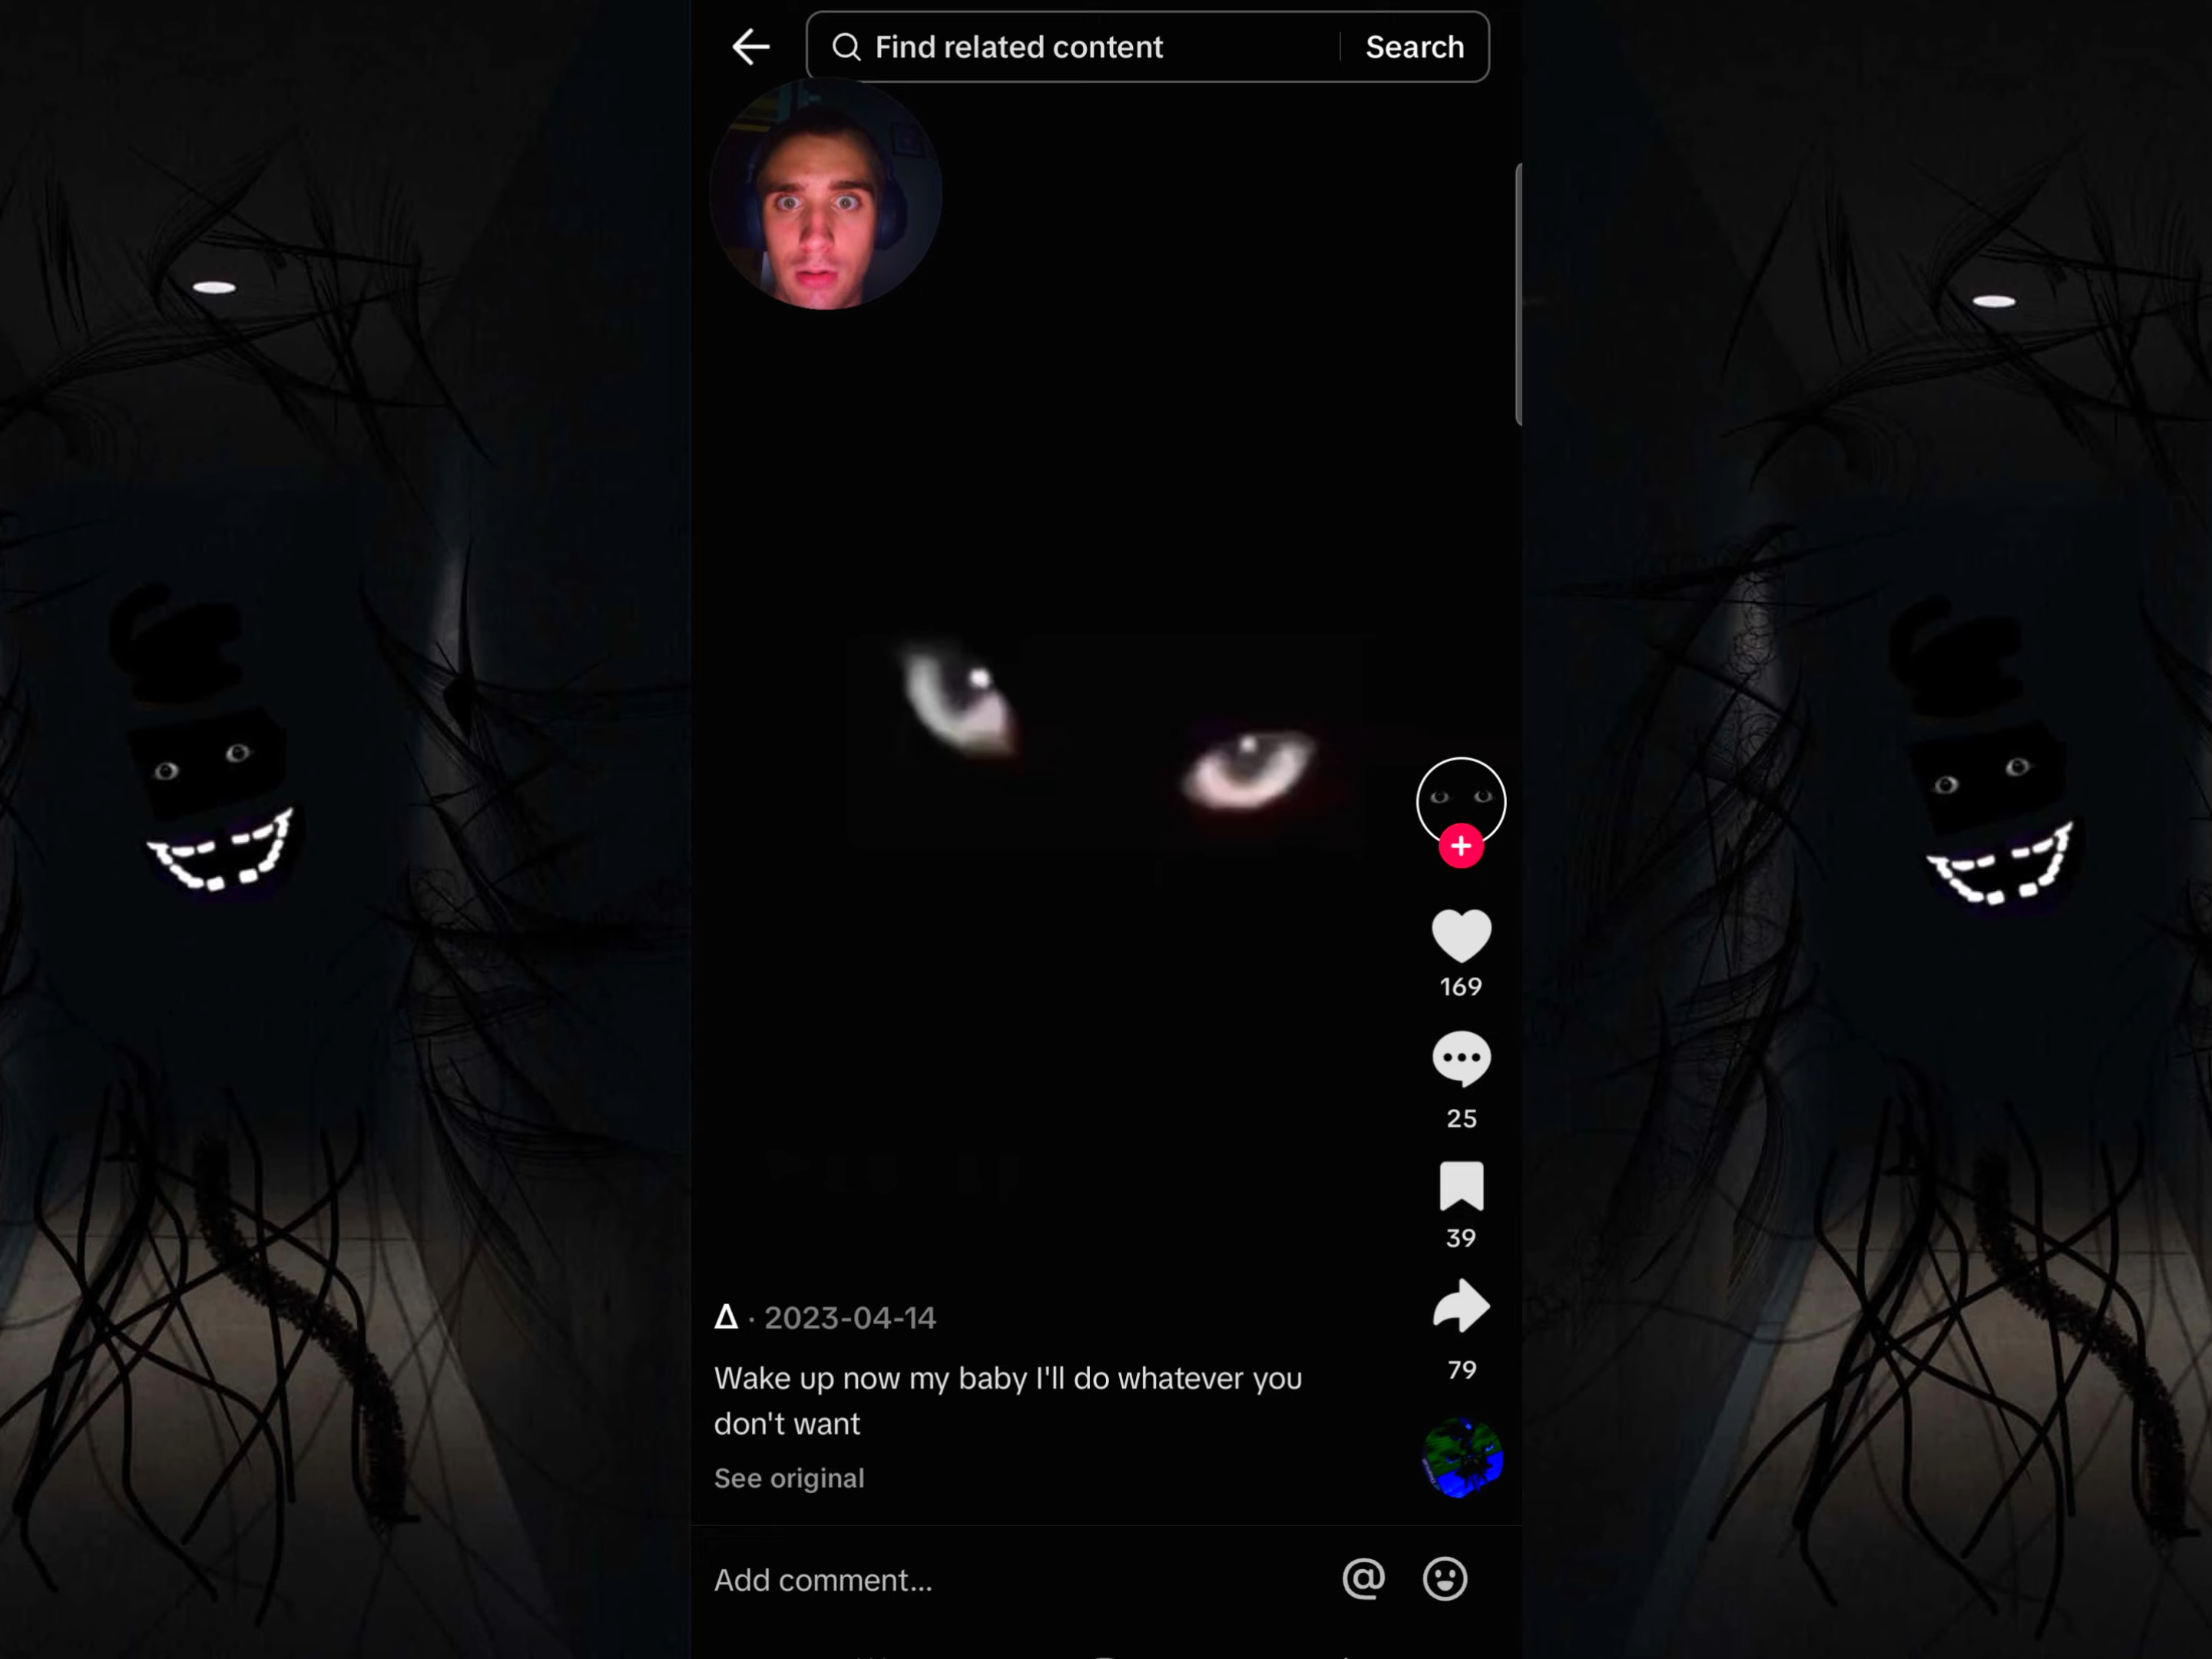 Find related content Search
169
25
39
79
Δ · 2023-04-14
Wake up now my baby I'll do whatever you
don't want
See original
Add comment...